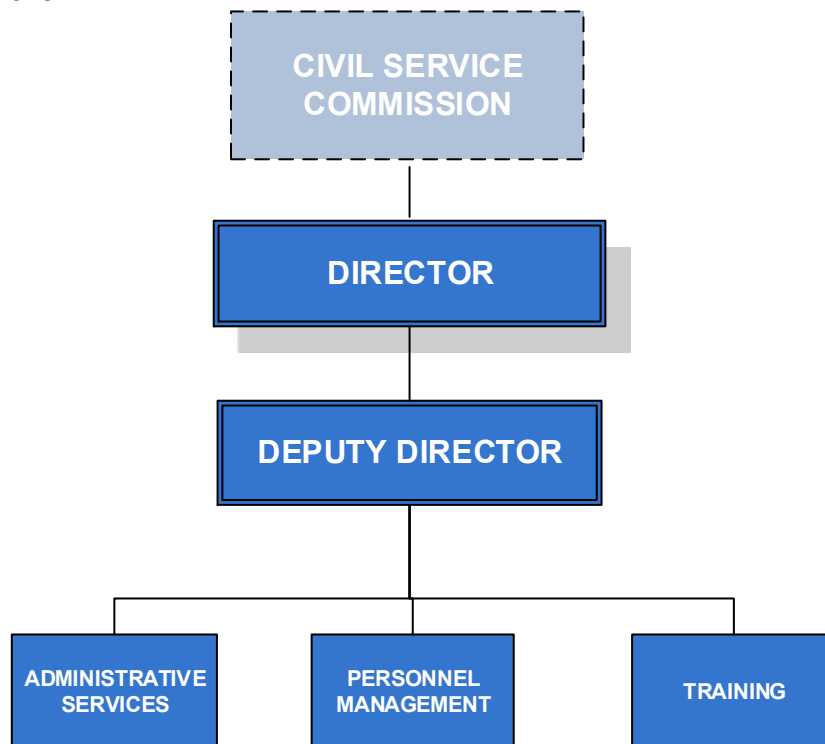 CIVIL SERVICE
COMMISSION
DIRECTOR
DEPUTY DIRECTOR
ADMINISTRATIVE
SERVICES
PERSONNEL
MANAGEMENT
TRAINING